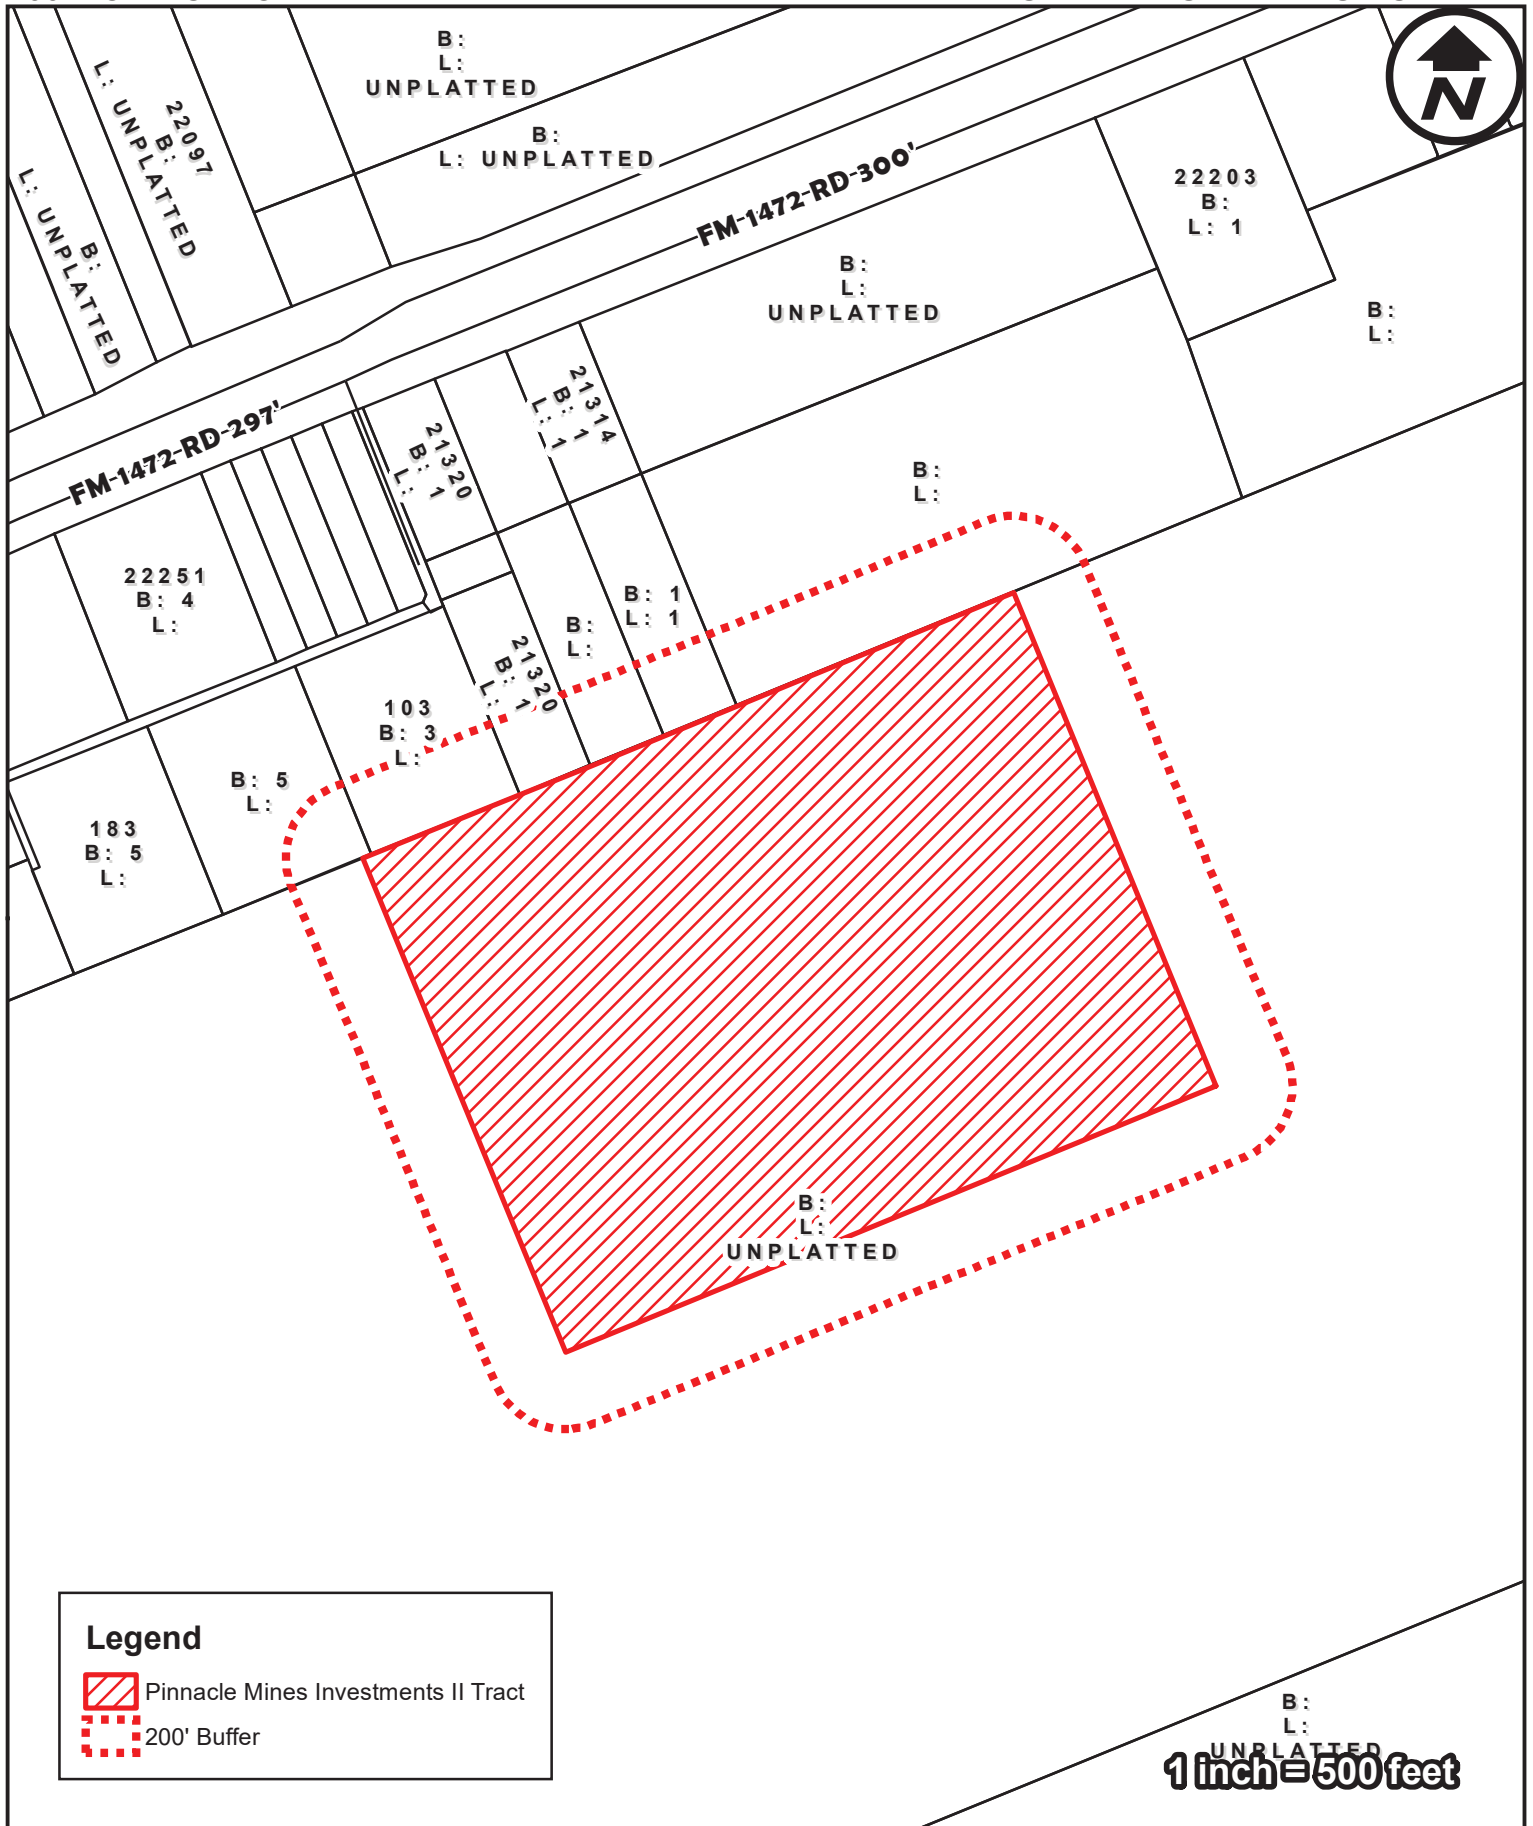 B:
L:
UNPLATTED
N
B:
L: UNPLATTED
22097
B:
L: UNPLATTED
B:
L: UNPLATTED
FM-1472-RD-300'
22203
B:
L: 1
B:
L:
UNPLATTED
B:
L:
21314
B: 1
L: 1
FM-1472-RD-297'
21320
B: 1
L:
B:
L:
22251
B: 4
L:
B: 1
L: 1
B:
L:
21320
B: 1
L:
103
B: 3
L:
B: 5
L:
183
B: 5
L:
B:
L:
UNPLATTED
Legend
Pinnacle Mines Investments II Tract
200' Buffer
B:
L:
UNPLATTED
1 inch = 500 feet